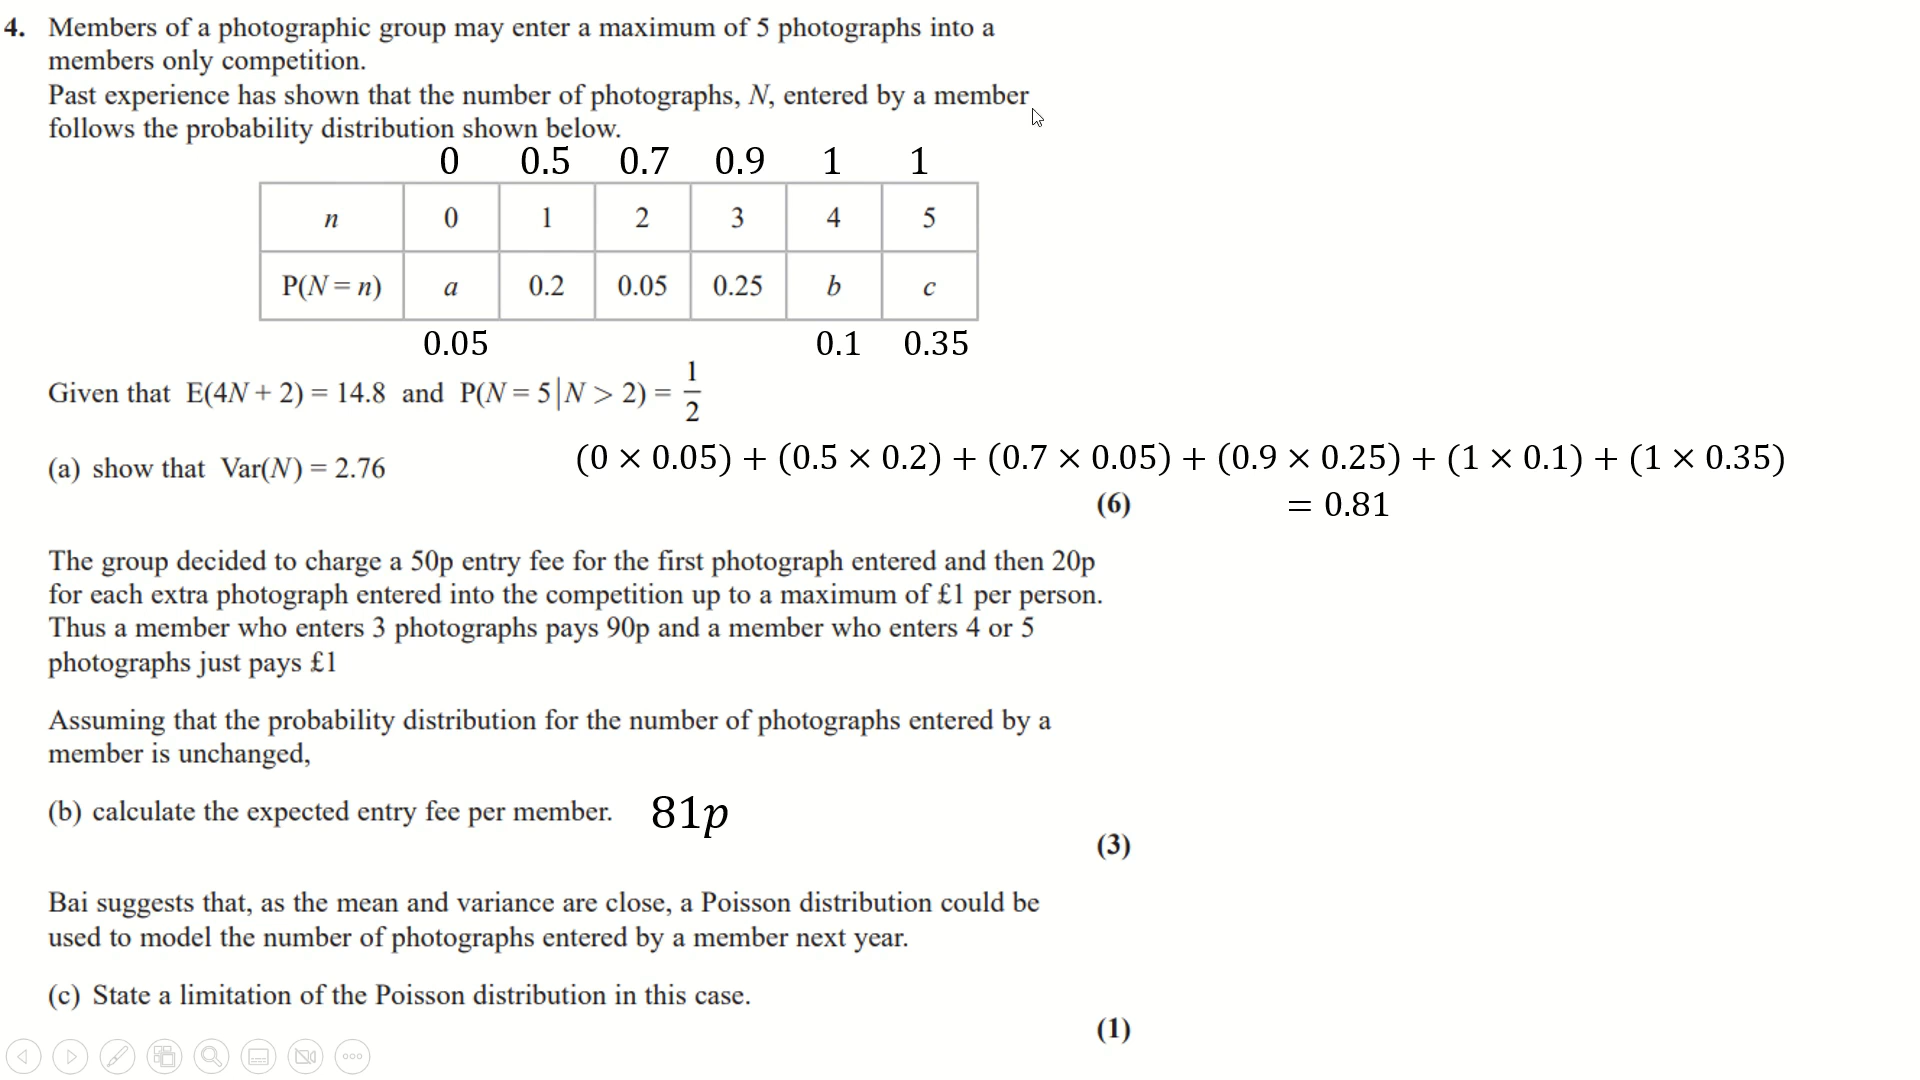 4. Members of a photographic group may enter a maximum of 5 photographs into a
members only competition.
Past experience has shown that the number of photographs, N, entered by a member
follows the probability distribution shown below.
0 0.5 0.7 0.9 1 1
n 0 1 2 3 4 5
P(N = n) a 0.2 0.05 0.25 b c
0.05 0.1 0.35
Given that E(4N + 2) = 14.8 and P(N = 5|N > 2) = 1/2
(a) show that Var(N) = 2.76
(0 × 0.05) + (0.5 × 0.2) + (0.7 × 0.05) + (0.9 × 0.25) + (1 × 0.1) + (1 × 0.35)
= 0.81
(6)
The group decided to charge a 50p entry fee for the first photograph entered and then 20p
for each extra photograph entered into the competition up to a maximum of £1 per person.
Thus a member who enters 3 photographs pays 90p and a member who enters 4 or 5
photographs just pays £1
Assuming that the probability distribution for the number of photographs entered by a
member is unchanged,
(b) calculate the expected entry fee per member. 81p
(3)
Bai suggests that, as the mean and variance are close, a Poisson distribution could be
used to model the number of photographs entered by a member next year.
(c) State a limitation of the Poisson distribution in this case.
(1)